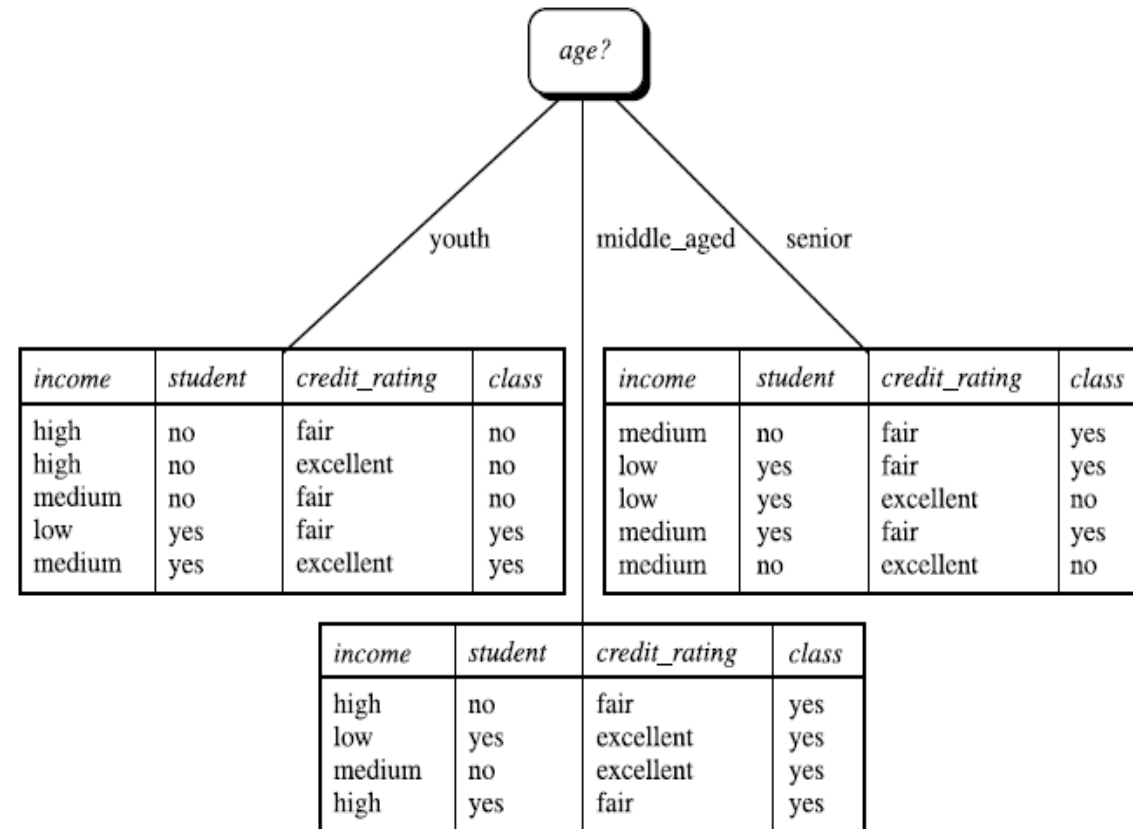 age?
youth
middle_aged
senior
income student credit_rating class
high no fair no
high no excellent no
medium no fair no
low yes fair yes
medium yes excellent yes
income student credit_rating class
medium no fair yes
low yes fair yes
low yes excellent no
medium yes fair yes
medium no excellent no
income student credit_rating class
high no fair yes
low yes excellent yes
medium no excellent yes
high yes fair yes